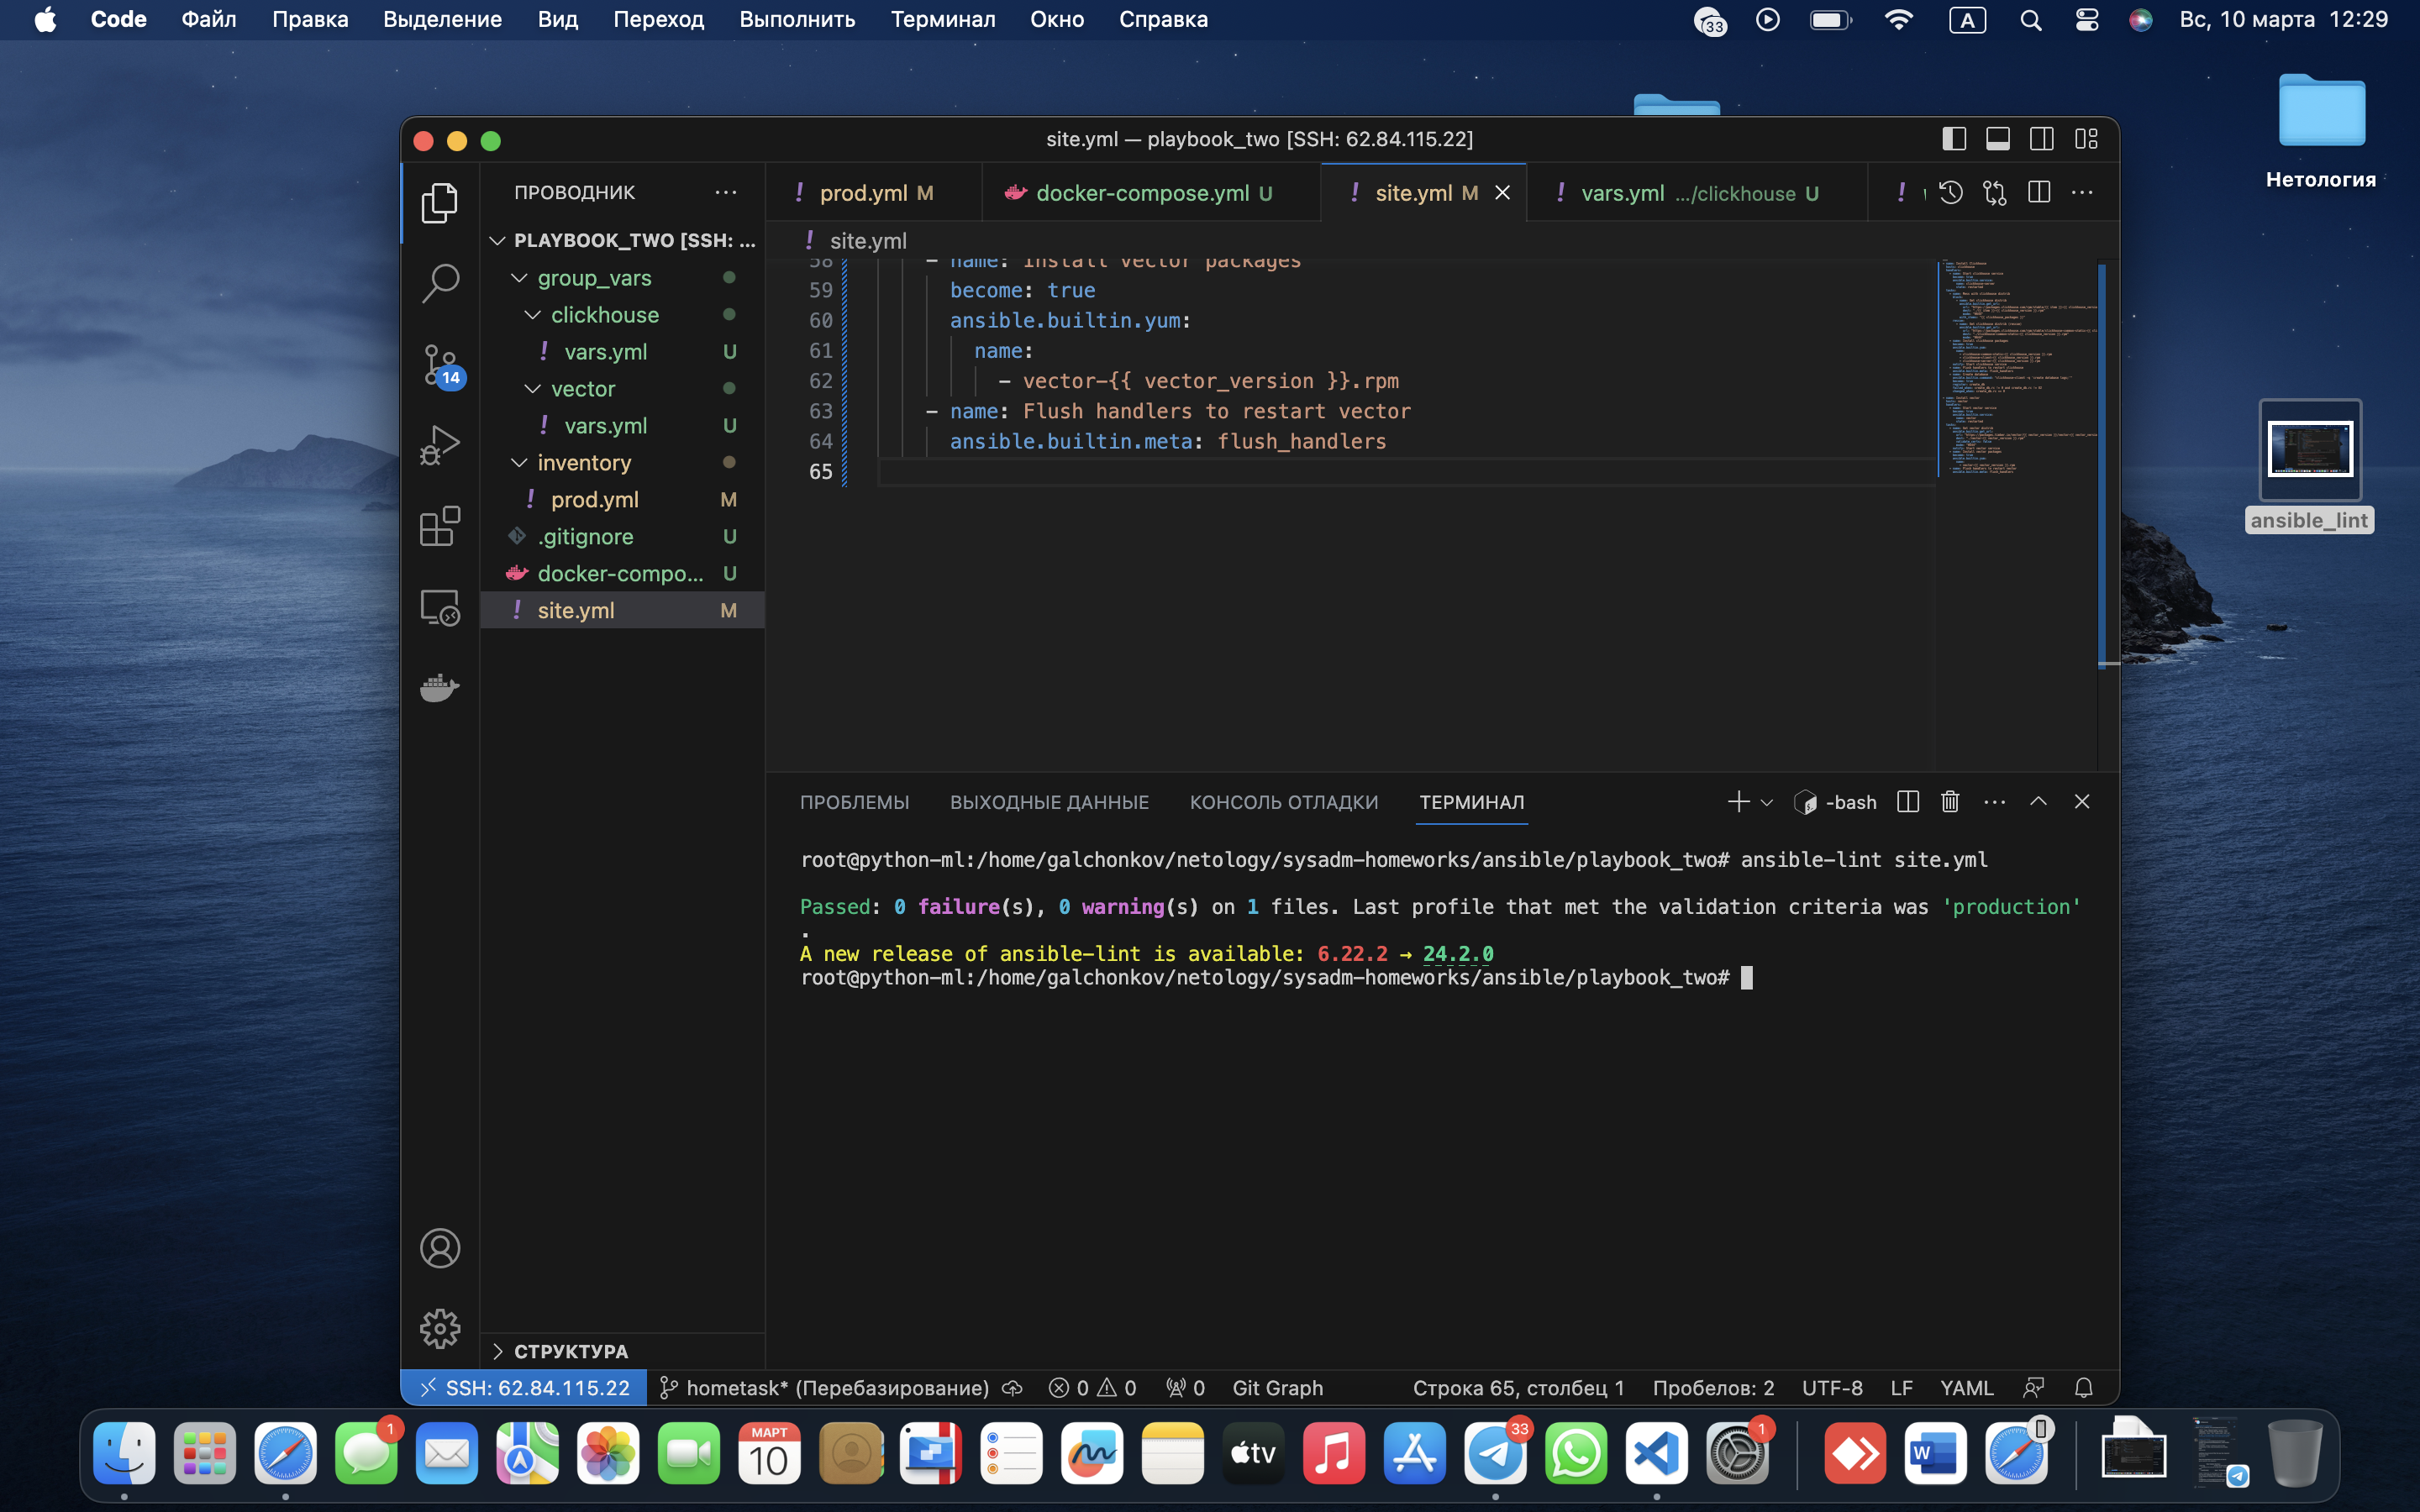 Code Файл Правка Выделение Вид Переход Выполнить Терминал Окно Справка 33 A Вс, 10 марта 12:29
Нетология
ansible_lint
site.yml — playbook_two [SSH: 62.84.115.22]
ПРОВОДНИК
PLAYBOOK_TWO [SSH: ...
group_vars
clickhouse
! vars.yml U
vector
! vars.yml U
inventory
! prod.yml M
.gitignore U
docker-compo... U
! site.yml M
14
СТРУКТУРА
! prod.yml M docker-compose.yml U ! site.yml M ! vars.yml .../clickhouse U !
! site.yml
58 - name: Install vector packages
59 become: true
60 ansible.builtin.yum:
61 name:
62 - vector-{{ vector_version }}.rpm
63 - name: Flush handlers to restart vector
64 ansible.builtin.meta: flush_handlers
65
ПРОБЛЕМЫ ВЫХОДНЫЕ ДАННЫЕ КОНСОЛЬ ОТЛАДКИ ТЕРМИНАЛ -bash
root@python-ml:/home/galchonkov/netology/sysadm-homeworks/ansible/playbook_two# ansible-lint site.yml
Passed: 0 failure(s), 0 warning(s) on 1 files. Last profile that met the validation criteria was 'production'
.
A new release of ansible-lint is available: 6.22.2 → 24.2.0
root@python-ml:/home/galchonkov/netology/sysadm-homeworks/ansible/playbook_two#
SSH: 62.84.115.22 hometask* (Перебазирование) 0 0 0 Git Graph Строка 65, столбец 1 Пробелов: 2 UTF-8 LF YAML
1 МАРТ 10 tv 33 1 W